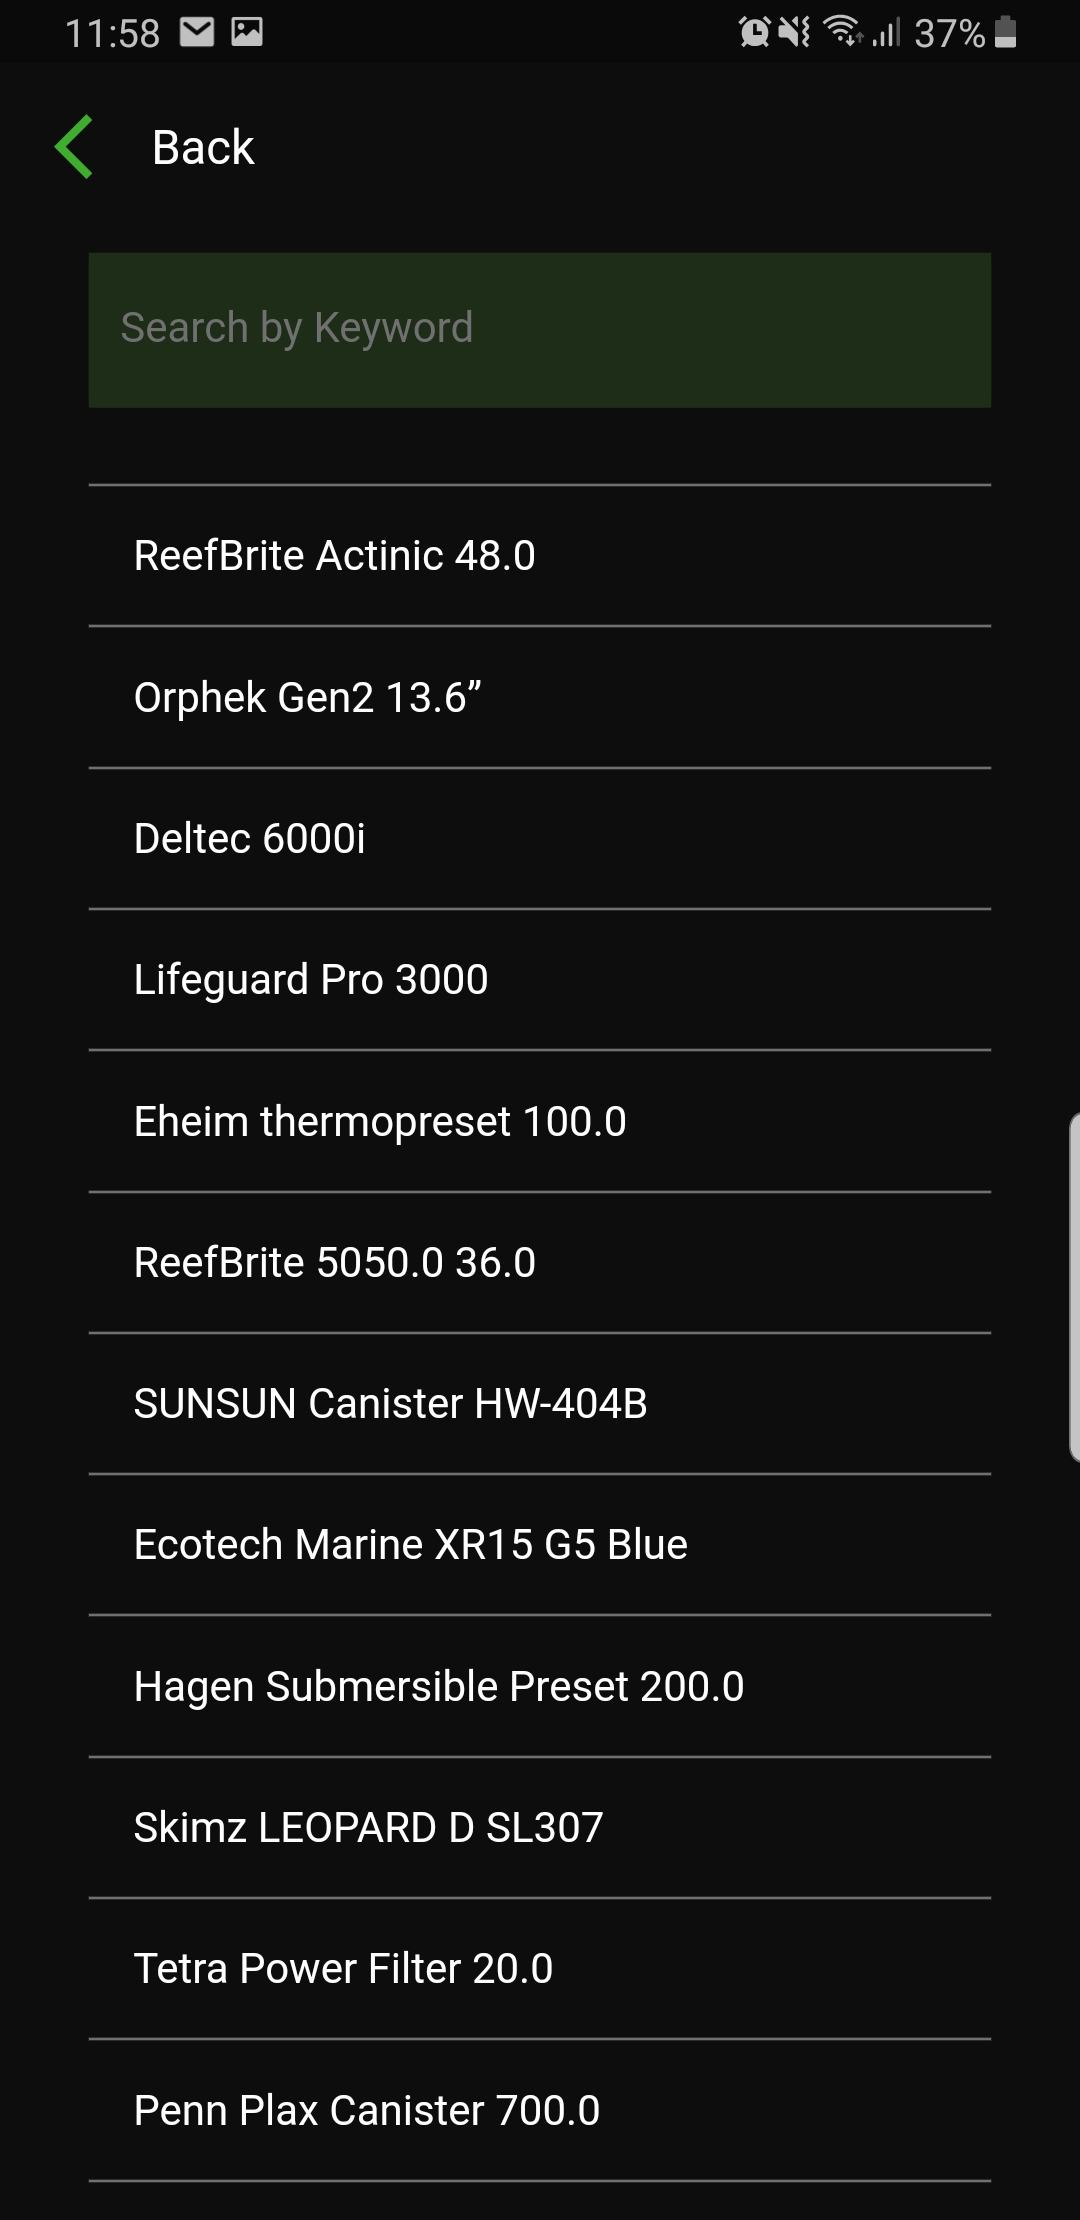 11:58
37%
Back
Search by Keyword
ReefBrite Actinic 48.0
Orphek Gen2 13.6”
Deltec 6000i
Lifeguard Pro 3000
Eheim thermopreset 100.0
ReefBrite 5050.0 36.0
SUNSUN Canister HW-404B
Ecotech Marine XR15 G5 Blue
Hagen Submersible Preset 200.0
Skimz LEOPARD D SL307
Tetra Power Filter 20.0
Penn Plax Canister 700.0